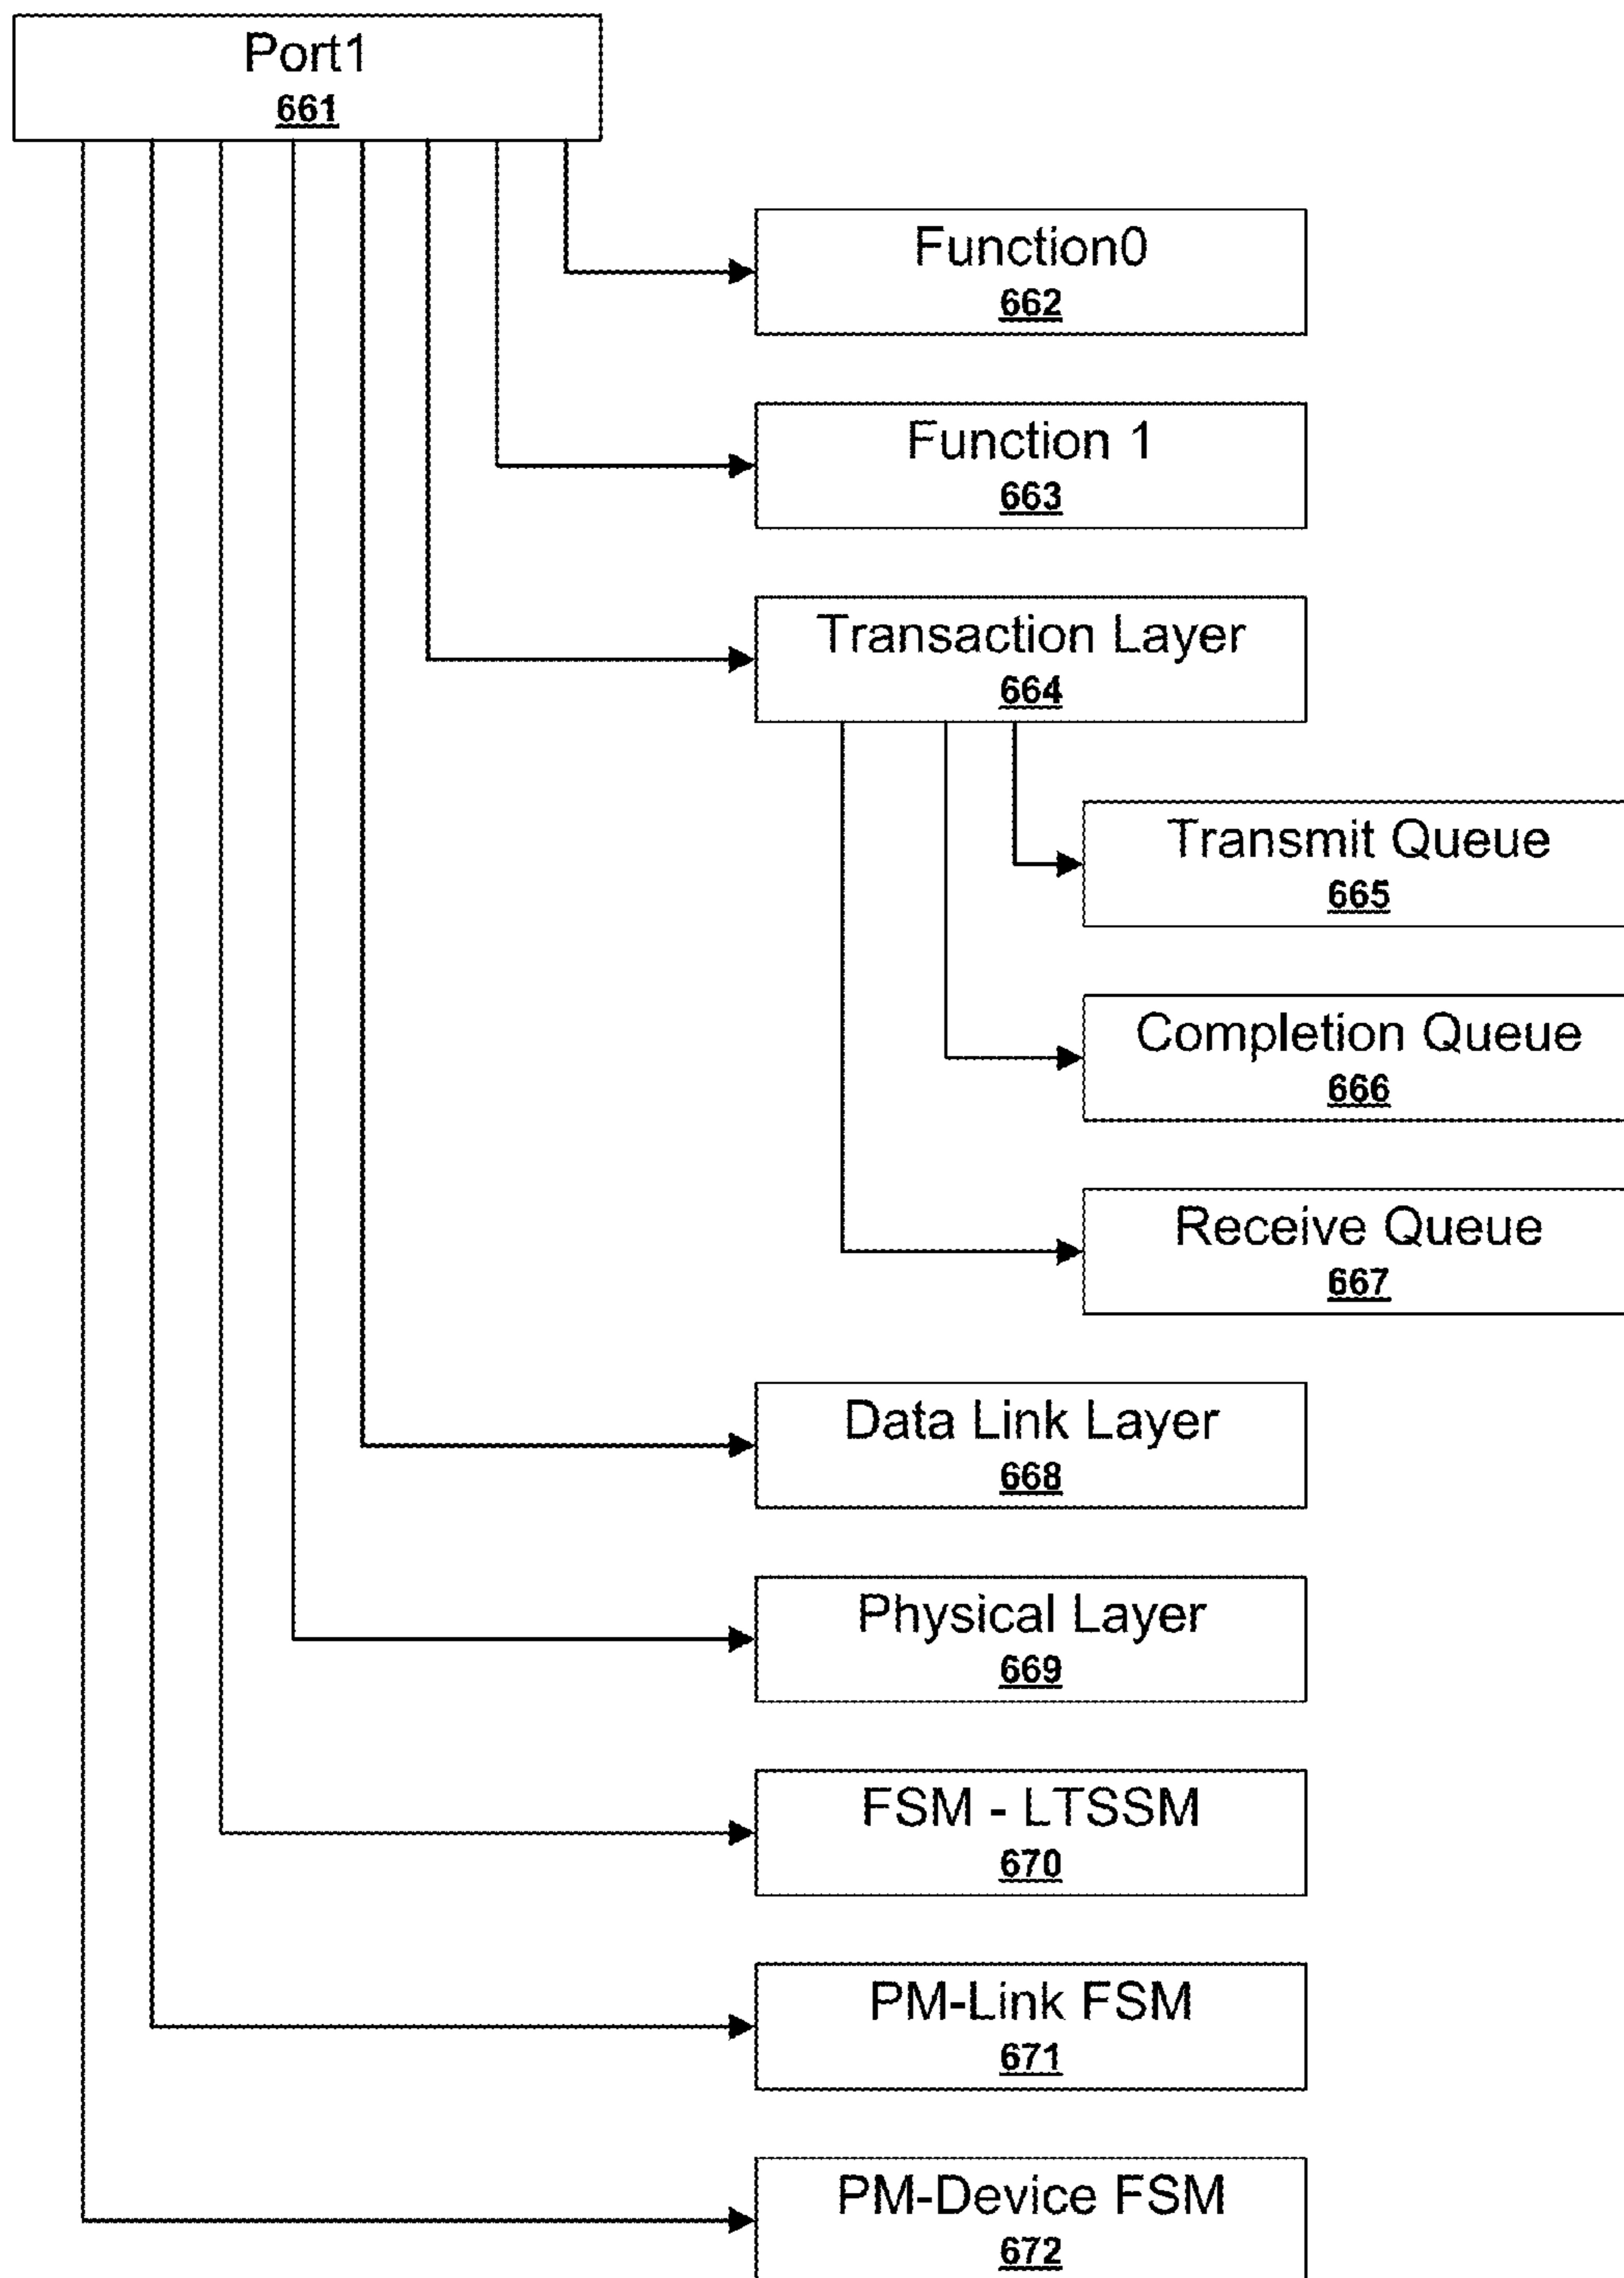 Port1
661
Function0
662
Function 1
663
Transaction Layer
664
Transmit Queue
665
Completion Queue
666
Receive Queue
667
Data Link Layer
668
Physical Layer
669
FSM - LTSSM
670
PM-Link FSM
671
PM-Device FSM
672